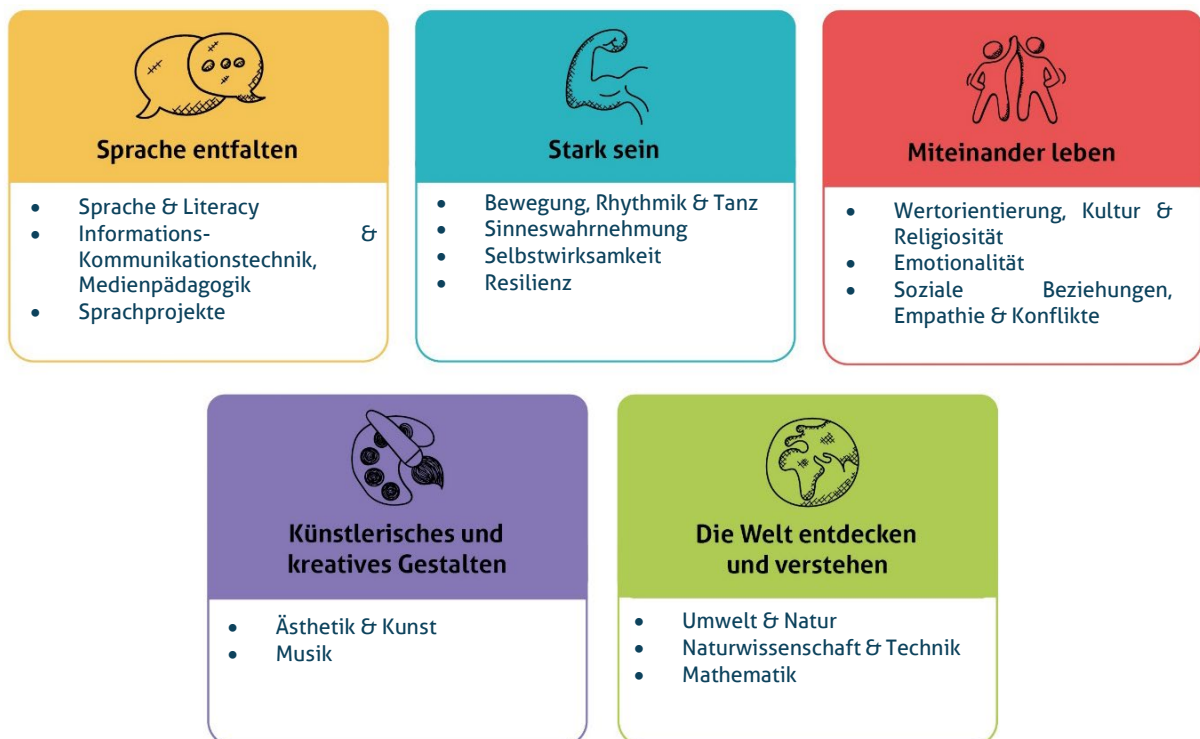 Sprache entfalten
• Sprache & Literacy
• Informations- &
Kommunikationstechnik,
Medienpädagogik
• Sprachprojekte
Stark sein
• Bewegung, Rhythmik & Tanz
• Sinneswahrnehmung
• Selbstwirksamkeit
• Resilienz
Miteinander leben
• Wertorientierung, Kultur &
Religiosität
• Emotionalität
• Soziale Beziehungen,
Empathie & Konflikte
Künstlerisches und
kreatives Gestalten
• Ästhetik & Kunst
• Musik
Die Welt entdecken
und verstehen
• Umwelt & Natur
• Naturwissenschaft & Technik
• Mathematik